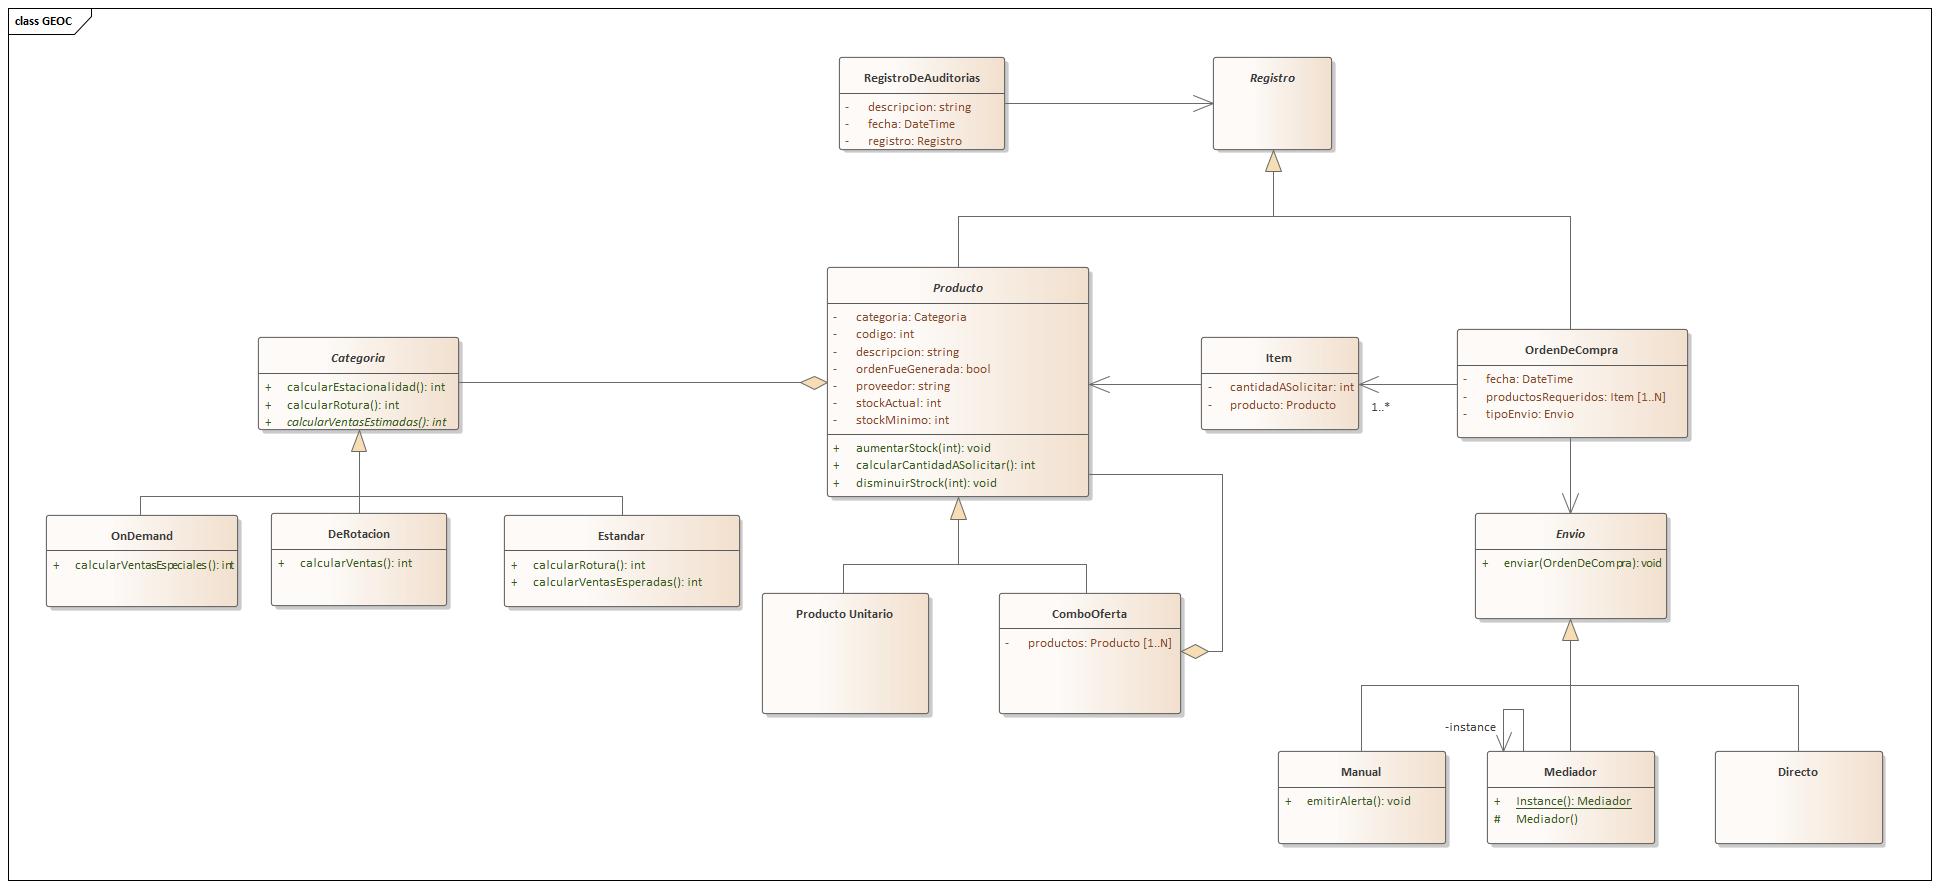 class GEOC
RegistroDeAuditorias
- descripcion: string
- fecha: DateTime
- registro: Registro
Registro
Producto
- categoria: Categoria
- codigo: int
- descripcion: string
- ordenFueGenerada: bool
- proveedor: string
- stockActual: int
- stockMinimo: int
+ aumentarStock(int): void
+ calcularCantidadASolicitar(): int
+ disminuirStrock(int): void
Categoria
+ calcularEstacionalidad(): int
+ calcularRotura(): int
+ calcularVentasEstimadas(): int
Item
- cantidadASolicitar: int
- producto: Producto
1..*
OrdenDeCompra
- fecha: DateTime
- productosRequeridos: Item [1..N]
- tipoEnvio: Envio
OnDemand
+ calcularVentasEspeciales(): int
DeRotacion
+ calcularVentas(): int
Estandar
+ calcularRotura(): int
+ calcularVentasEsperadas(): int
Producto Unitario
ComboOferta
- productos: Producto [1..N]
Envio
+ enviar(OrdenDeCompra): void
-instance
Manual
+ emitirAlerta(): void
Mediador
+ Instance(): Mediador
# Mediador()
Directo